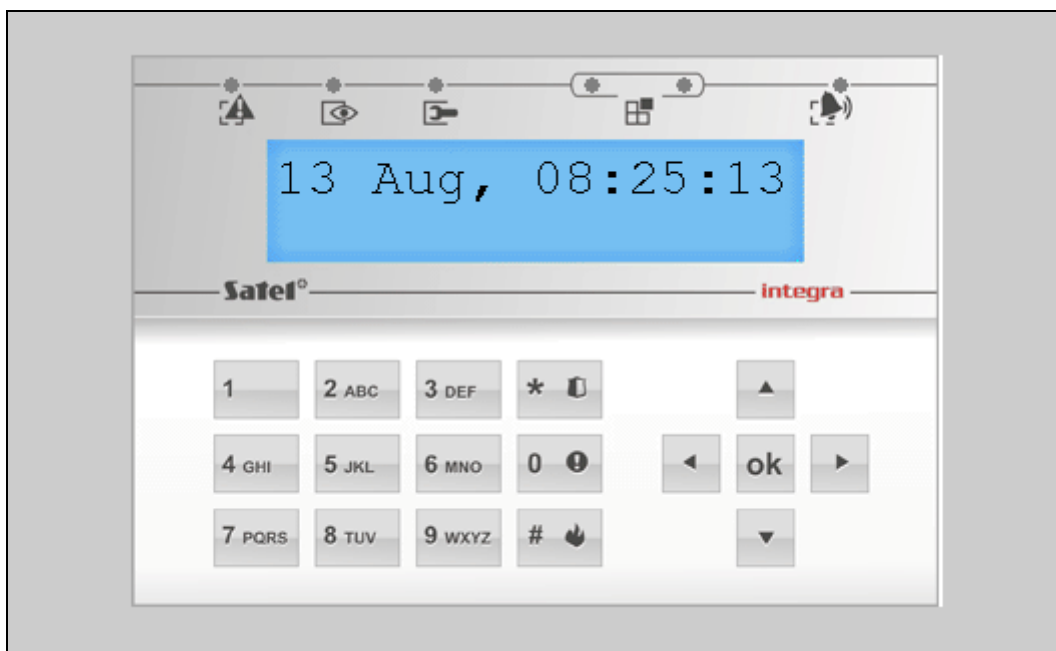 13 Aug, 08:25:13
Satel
integra
1 2 ABC 3 DEF *
4 GHI 5 JKL 6 MNO 0 ok
7 PQRS 8 TUV 9 WXYZ #